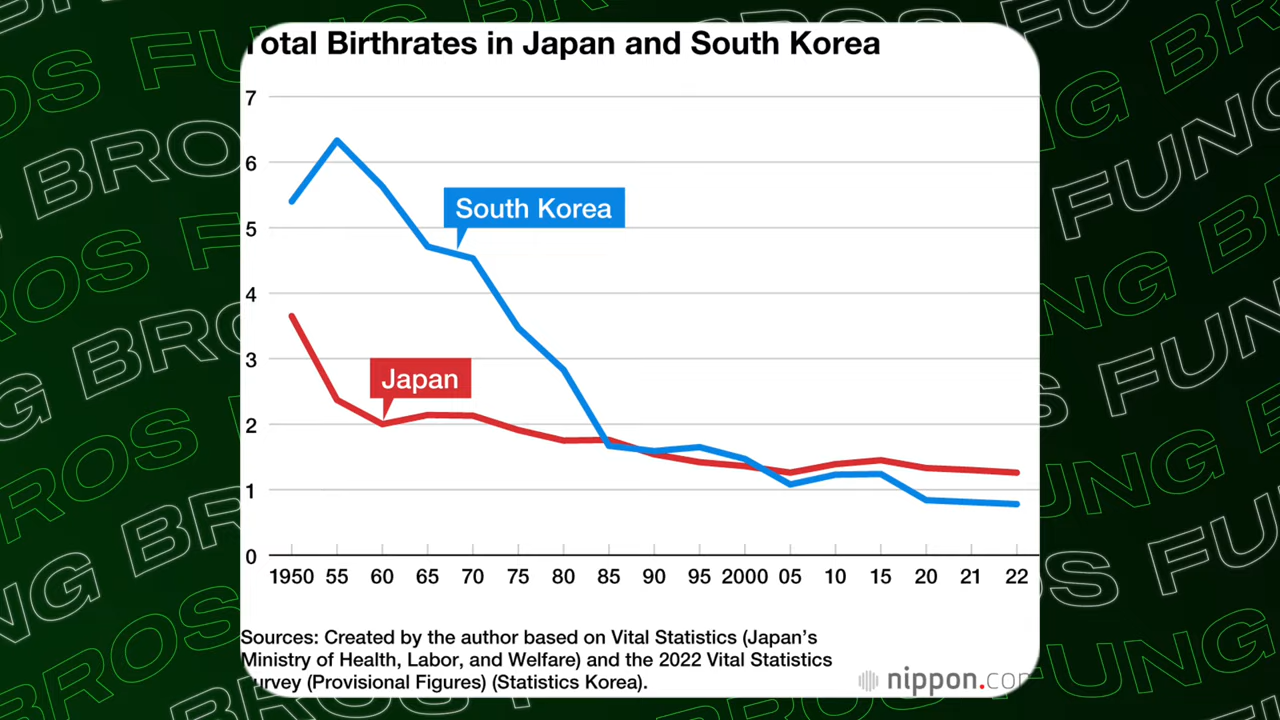 Total Birthrates in Japan and South Korea
7
6
5
4
3
2
1
0
South Korea
Japan
1950 55 60 65 70 75 80 85 90 95 2000 05 10 15 20 21 22
Sources: Created by the author based on Vital Statistics (Japan's
Ministry of Health, Labor, and Welfare) and the 2022 Vital Statistics
Survey (Provisional Figures) (Statistics Korea).
nippon.com
FUNG BROS